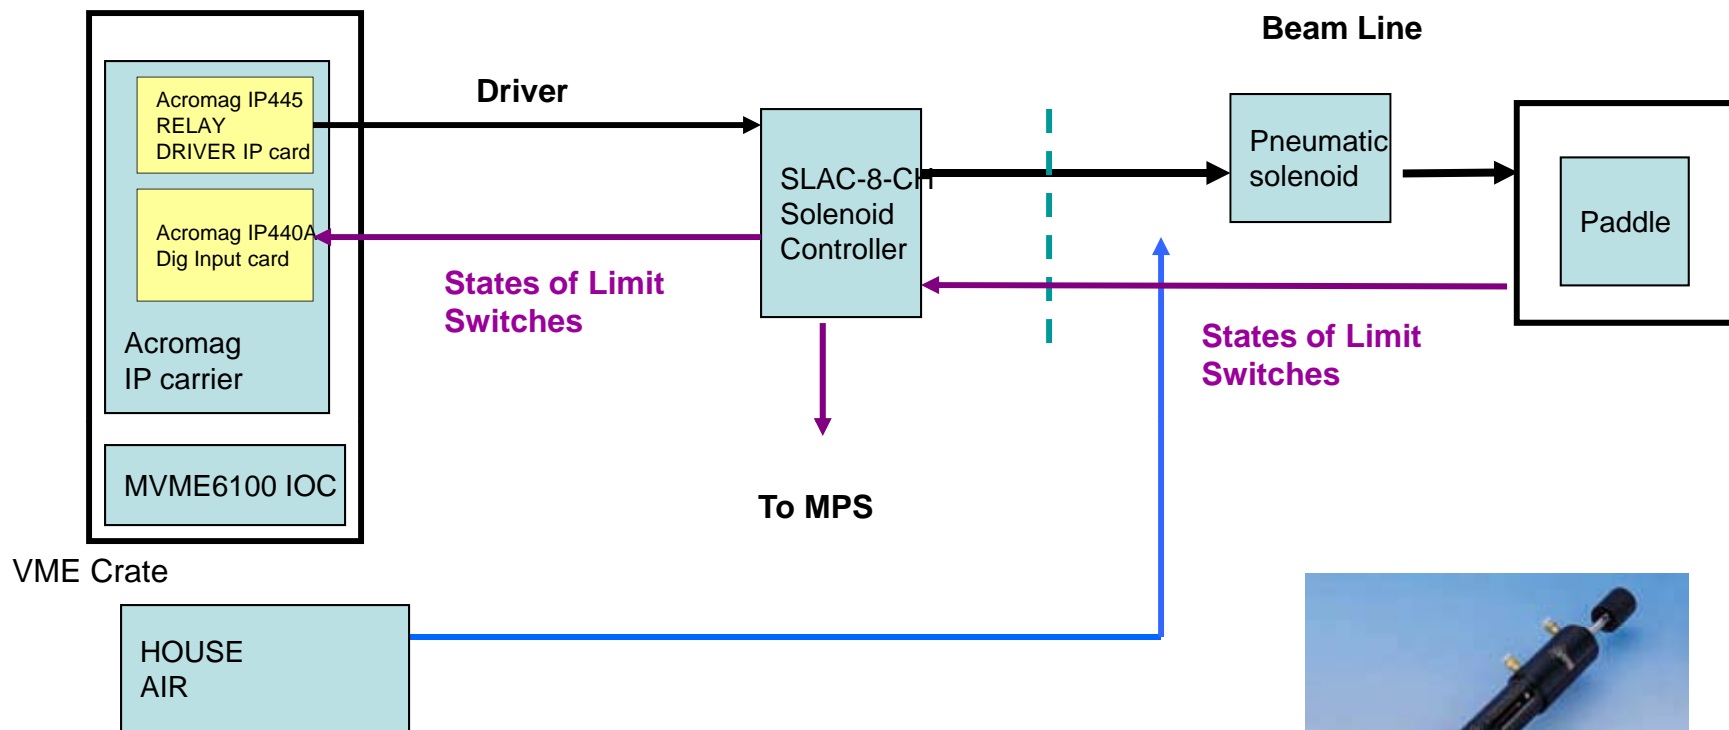 Beam Line
Acromag IP445
RELAY
DRIVER IP card
Driver
Acromag IP440A
Dig Input card
Acromag
IP carrier
MVME6100 IOC
VME Crate
HOUSE
AIR
States of Limit
Switches
SLAC-8-CH
Solenoid
Controller
To MPS
Pneumatic
solenoid
Paddle
States of Limit
Switches